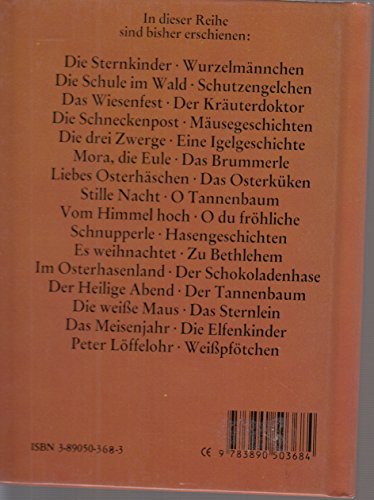 In dieser Reihe
sind bisher erschienen:
Die Sternkinder · Wurzelmännchen
Die Schule im Wald · Schutzengelchen
Das Wiesenfest · Der Kräuterdoktor
Die Schneckenpost · Mäusegeschichten
Die drei Zwerge · Eine Igelgeschichte
Mora, die Eule · Das Brummerle
Liebes Osterhäschen · Das Osterküken
Stille Nacht · O Tannenbaum
Vom Himmel hoch · O du fröhliche
Schnupperle · Hasengeschichten
Es weihnachtet · Zu Bethlehem
Im Osterhasenland · Der Schokoladenhase
Der Heilige Abend · Der Tannenbaum
Die weiße Maus · Das Sternlein
Das Meisenjahr · Die Elfenkinder
Peter Löffelohr · Weißpfötchen
ISBN 3-89050-368-3
CE 9 783890 503684